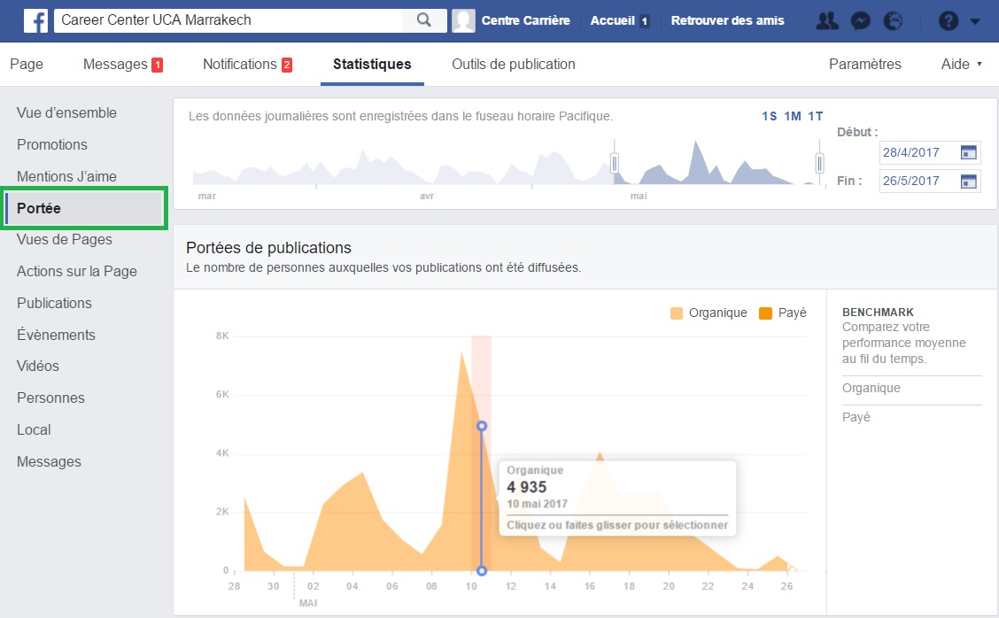 f Career Center UCA Marrakech Centre Carrière Accueil 1 Retrouver des amis ?
Page Messages 1 Notifications 2 Statistiques Outils de publication Paramètres Aide
Vue d'ensemble
Promotions
Mentions J'aime
Portée
Vues de Pages
Actions sur la Page
Publications
Évènements
Vidéos
Personnes
Local
Messages
Les données journalières sont enregistrées dans le fuseau horaire Pacifique. 1S 1M 1T
Début :
28/4/2017
Fin : 26/5/2017
mar avr mai
Portées de publications
Le nombre de personnes auxquelles vos publications ont été diffusées.
Organique Payé
8K
6K
4K
2K
0
28 30 02 04 06 08 10 12 14 16 18 20 22 24 26
MAI
Organique
4 935
10 mai 2017
Cliquez ou faites glisser pour sélectionner
BENCHMARK
Comparez votre
performance moyenne
au fil du temps.
Organique
Payé